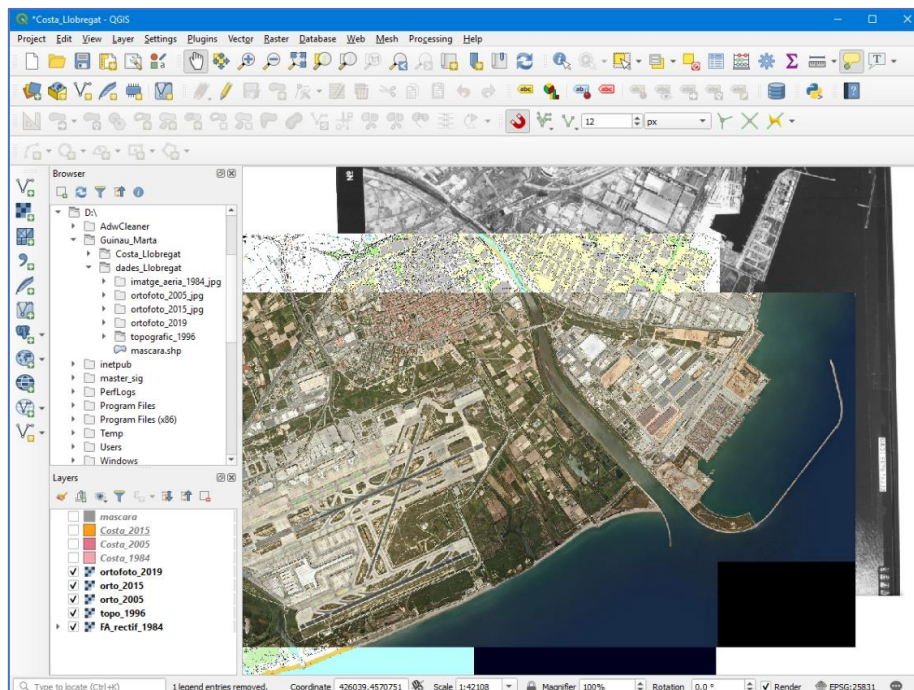 *Costa_Llobregat - QGIS
Project Edit View Layer Settings Plugins Vector Raster Database Web Mesh Processing Help
12 px
Browser
D:\
AdwCleaner
Guinau_Marta
Costa_Llobregat
dades_Llobregat
imatge_aeria_1984_jpg
ortofoto_2005_jpg
ortofoto_2015_jpg
ortofoto_2019
topografic_1996
mascara.shp
inetpub
master_sig
PerfLogs
Program Files
Program Files (x86)
Temp
Users
Windows
Layers
mascara
Costa_2015
Costa_2005
Costa_1984
ortofoto_2019
orto_2015
orto_2005
topo_1996
FA_rectif_1984
Type to locate (Ctrl+K) 1 legend entries removed. Coordinate 426039,4570751 Scale 1:42108 Magnifier 100% Rotation 0,0 ° Render EPSG:25831